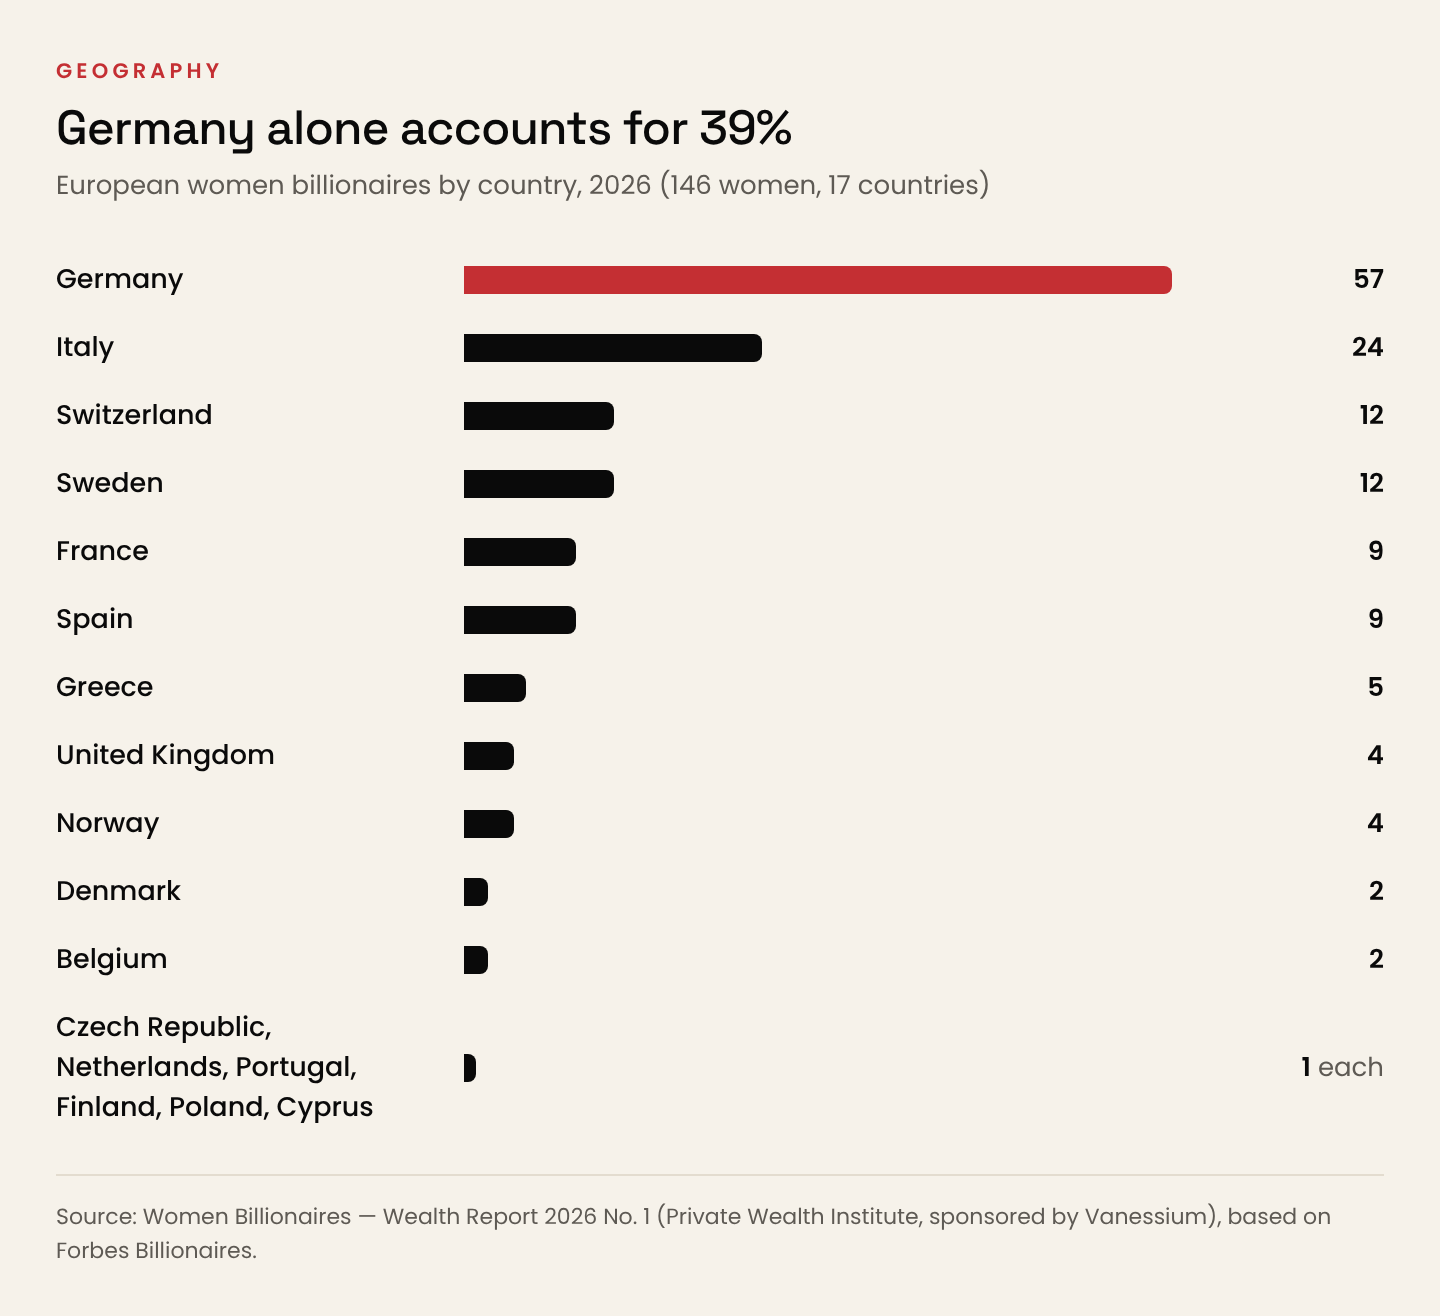 GEOGRAPHY
Germany alone accounts for 39%
European women billionaires by country, 2026 (146 women, 17 countries)
Germany 57
Italy 24
Switzerland 12
Sweden 12
France 9
Spain 9
Greece 5
United Kingdom 4
Norway 4
Denmark 2
Belgium 2
Czech Republic,
Netherlands, Portugal, 1 each
Finland, Poland, Cyprus
Source: Women Billionaires — Wealth Report 2026 No. 1 (Private Wealth Institute, sponsored by Vanessium), based on
Forbes Billionaires.